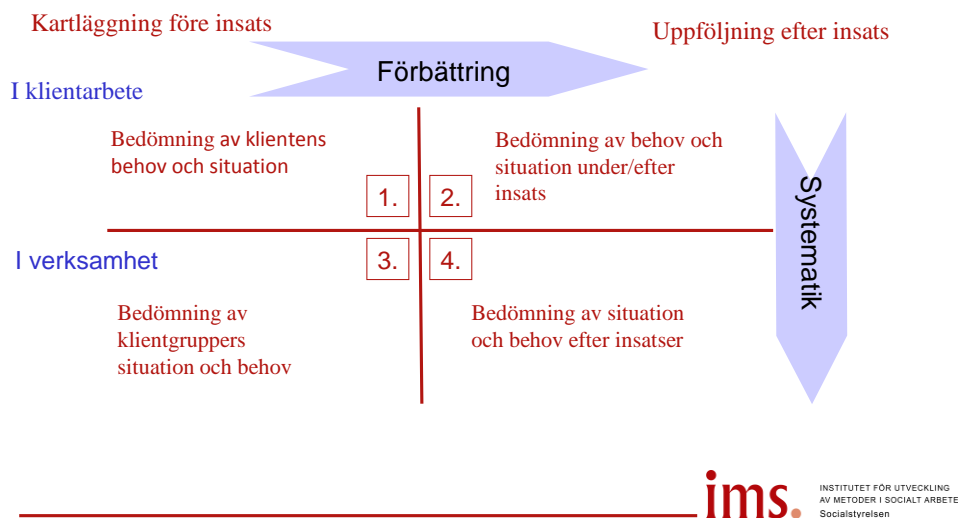 Kartläggning före insats
Uppföljning efter insats
Förbättring
I klientarbete
Bedömning av klientens
behov och situation
Bedömning av behov och
situation under/efter
insats
1.
2.
Systematik
I verksamhet
3.
4.
Bedömning av
klientgruppers
situation och behov
Bedömning av situation
och behov efter insatser
ims.
INSTITUTET FÖR UTVECKLING
AV METODER I SOCIALT ARBETE
Socialstyrelsen